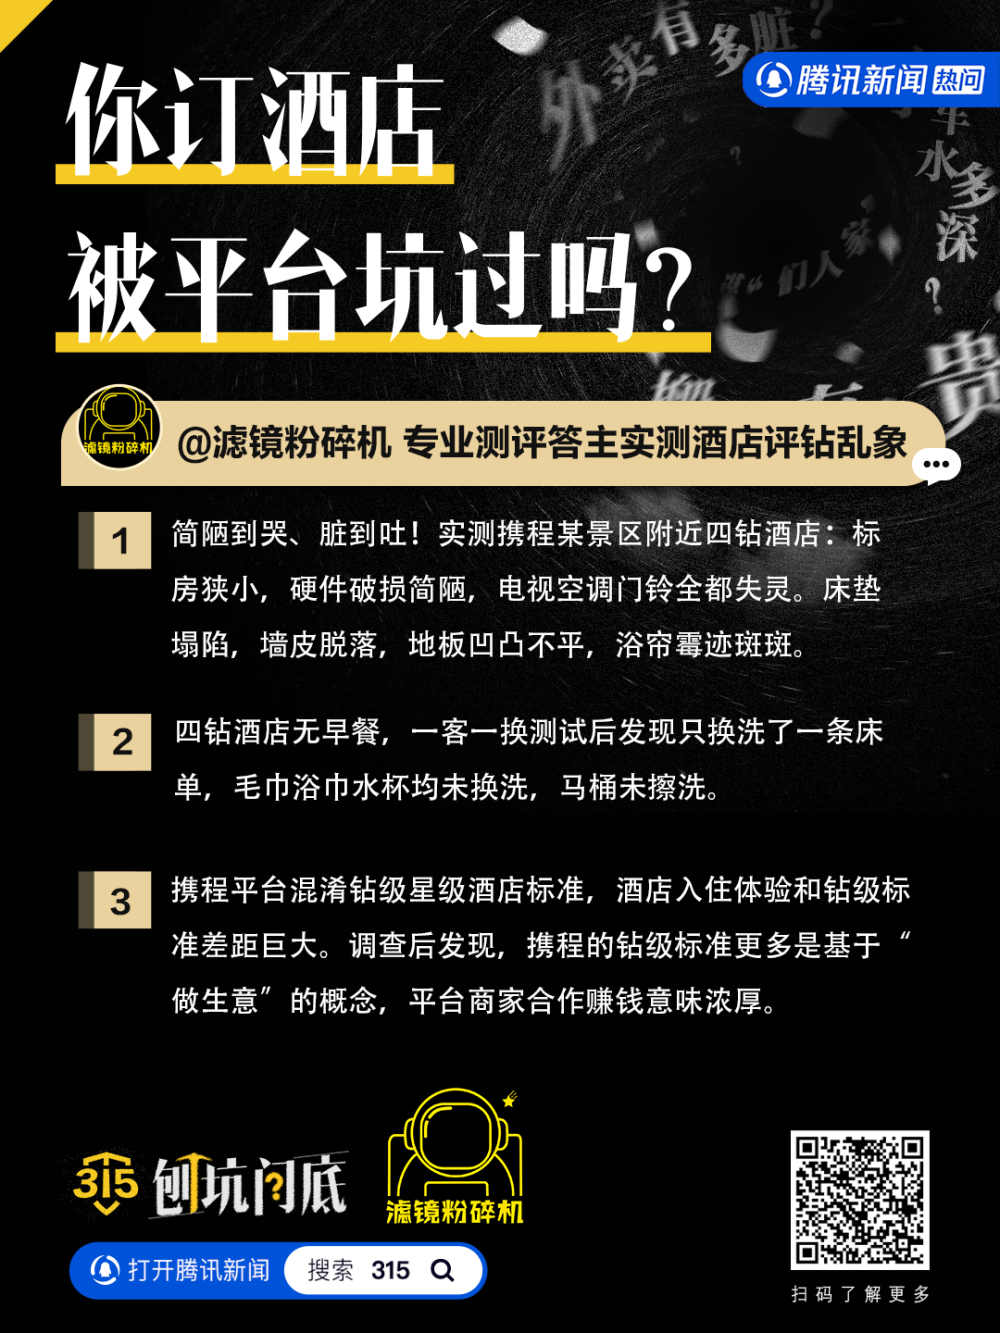 外卖有多脏?
腾讯新闻 热问
你订酒店
水多深?
被平台坑过吗?
“们人家
贵
滤镜粉碎机
@滤镜粉碎机 专业测评答主实测酒店评钻乱象
1
简陋到哭、脏到吐！实测携程某景区附近四钻酒店：标
房狭小，硬件破损简陋，电视空调门铃全都失灵。床垫
塌陷，墙皮脱落，地板凹凸不平，浴帘霉迹斑斑。
2
四钻酒店无早餐，一客一换测试后发现只换洗了一条床
单，毛巾浴巾水杯均未换洗，马桶未擦洗。
3
携程平台混淆钻级星级酒店标准，酒店入住体验和钻级标
准差距巨大。调查后发现，携程的钻级标准更多是基于“
做生意”的概念，平台商家合作赚钱意味浓厚。
315 刨坑问底
滤镜粉碎机
打开腾讯新闻 搜索 315
扫码了解更多